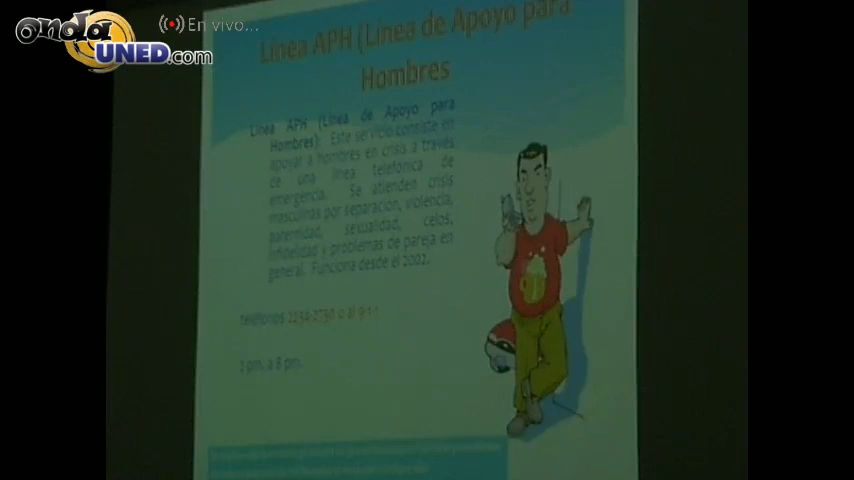 onda
UNED.com
En vivo...
Línea APH (Línea de Apoyo para
Hombres
Línea APH (Línea de Apoyo para
Hombres): Este servicio consiste en
apoyar a hombres en crisis a través
de una línea telefónica de
emergencia. Se atienden crisis
masculinas por separación, violencia,
paternidad, sexualidad, celos,
infidelidad y problemas de pareja en
general. Funciona desde el 2002.
teléfonos 2234-2730 o al 9-1-1
pm. a 8 pm.